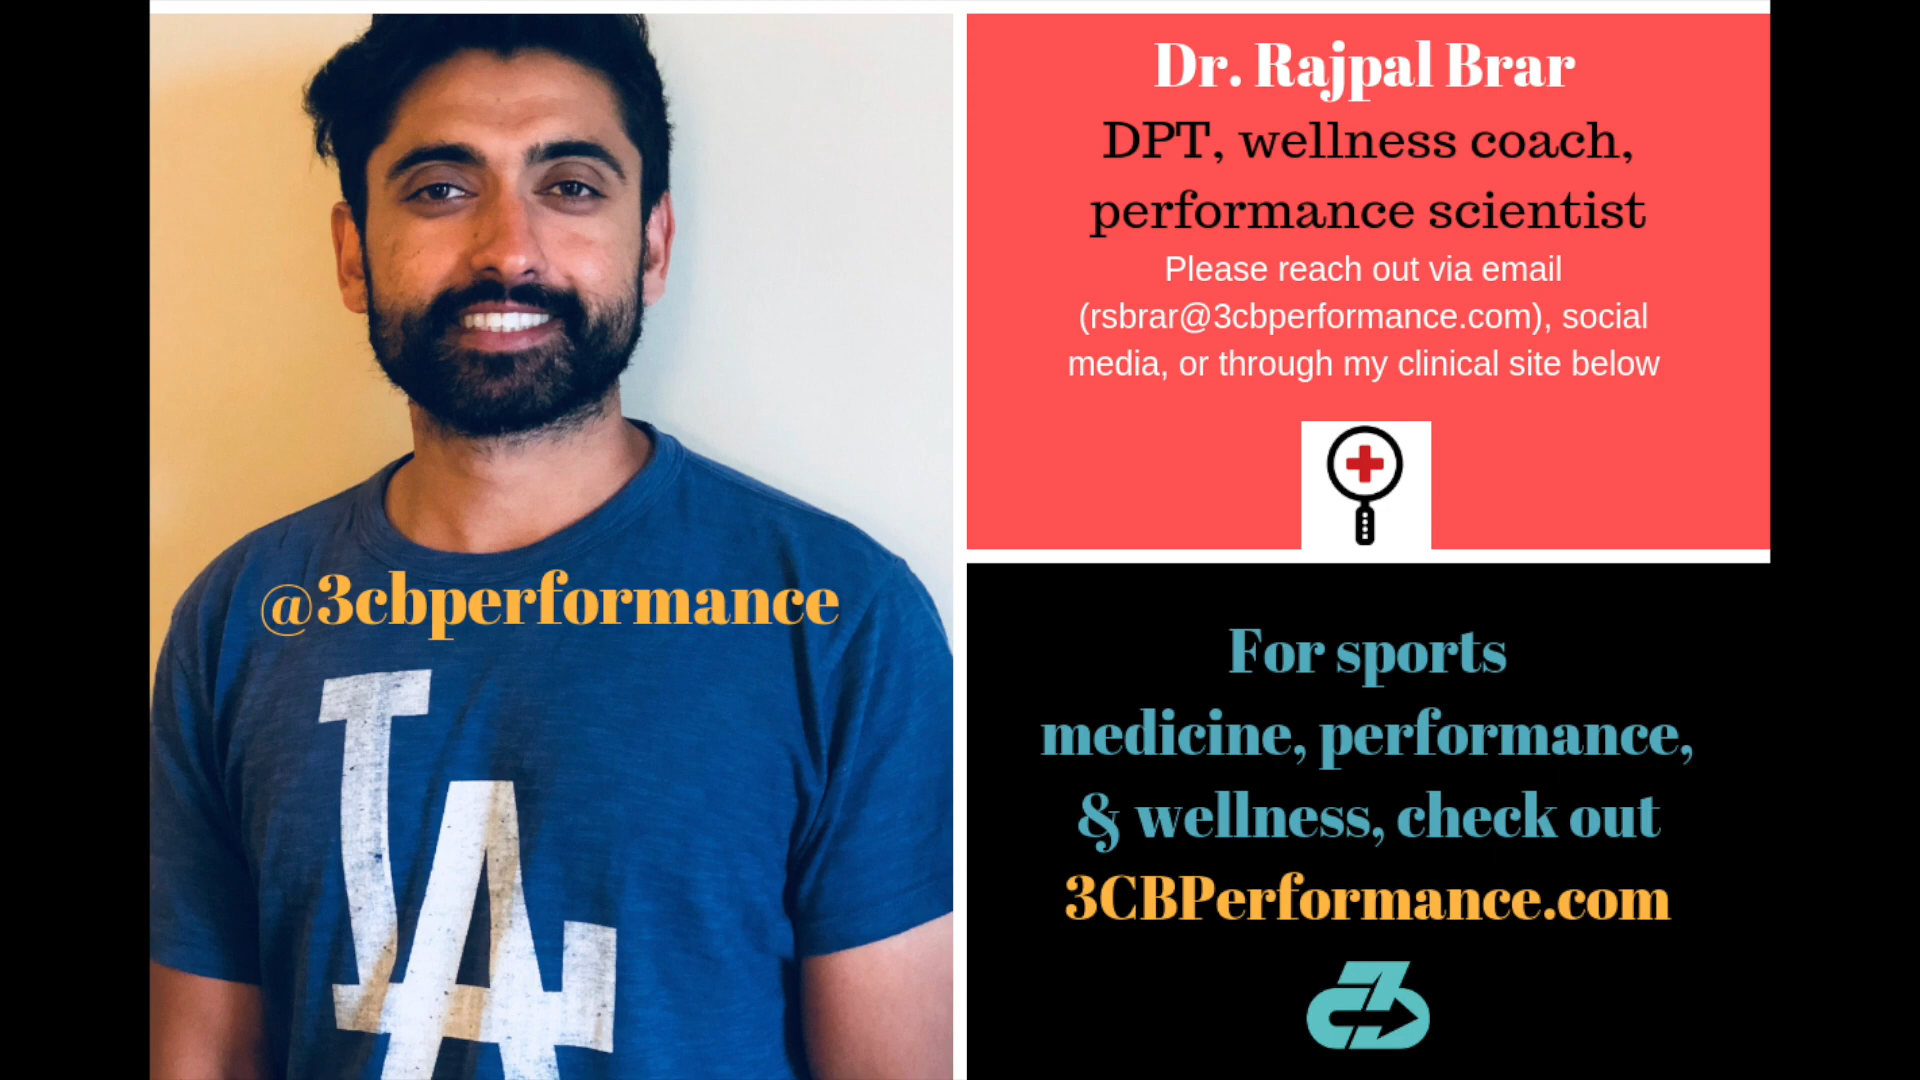 @3cbperformance
LA
Dr. Rajpal Brar
DPT, wellness coach,
performance scientist
Please reach out via email
(rsbrar@3cbperformance.com), social
media, or through my clinical site below
For sports
medicine, performance,
& wellness, check out
3CBPerformance.com